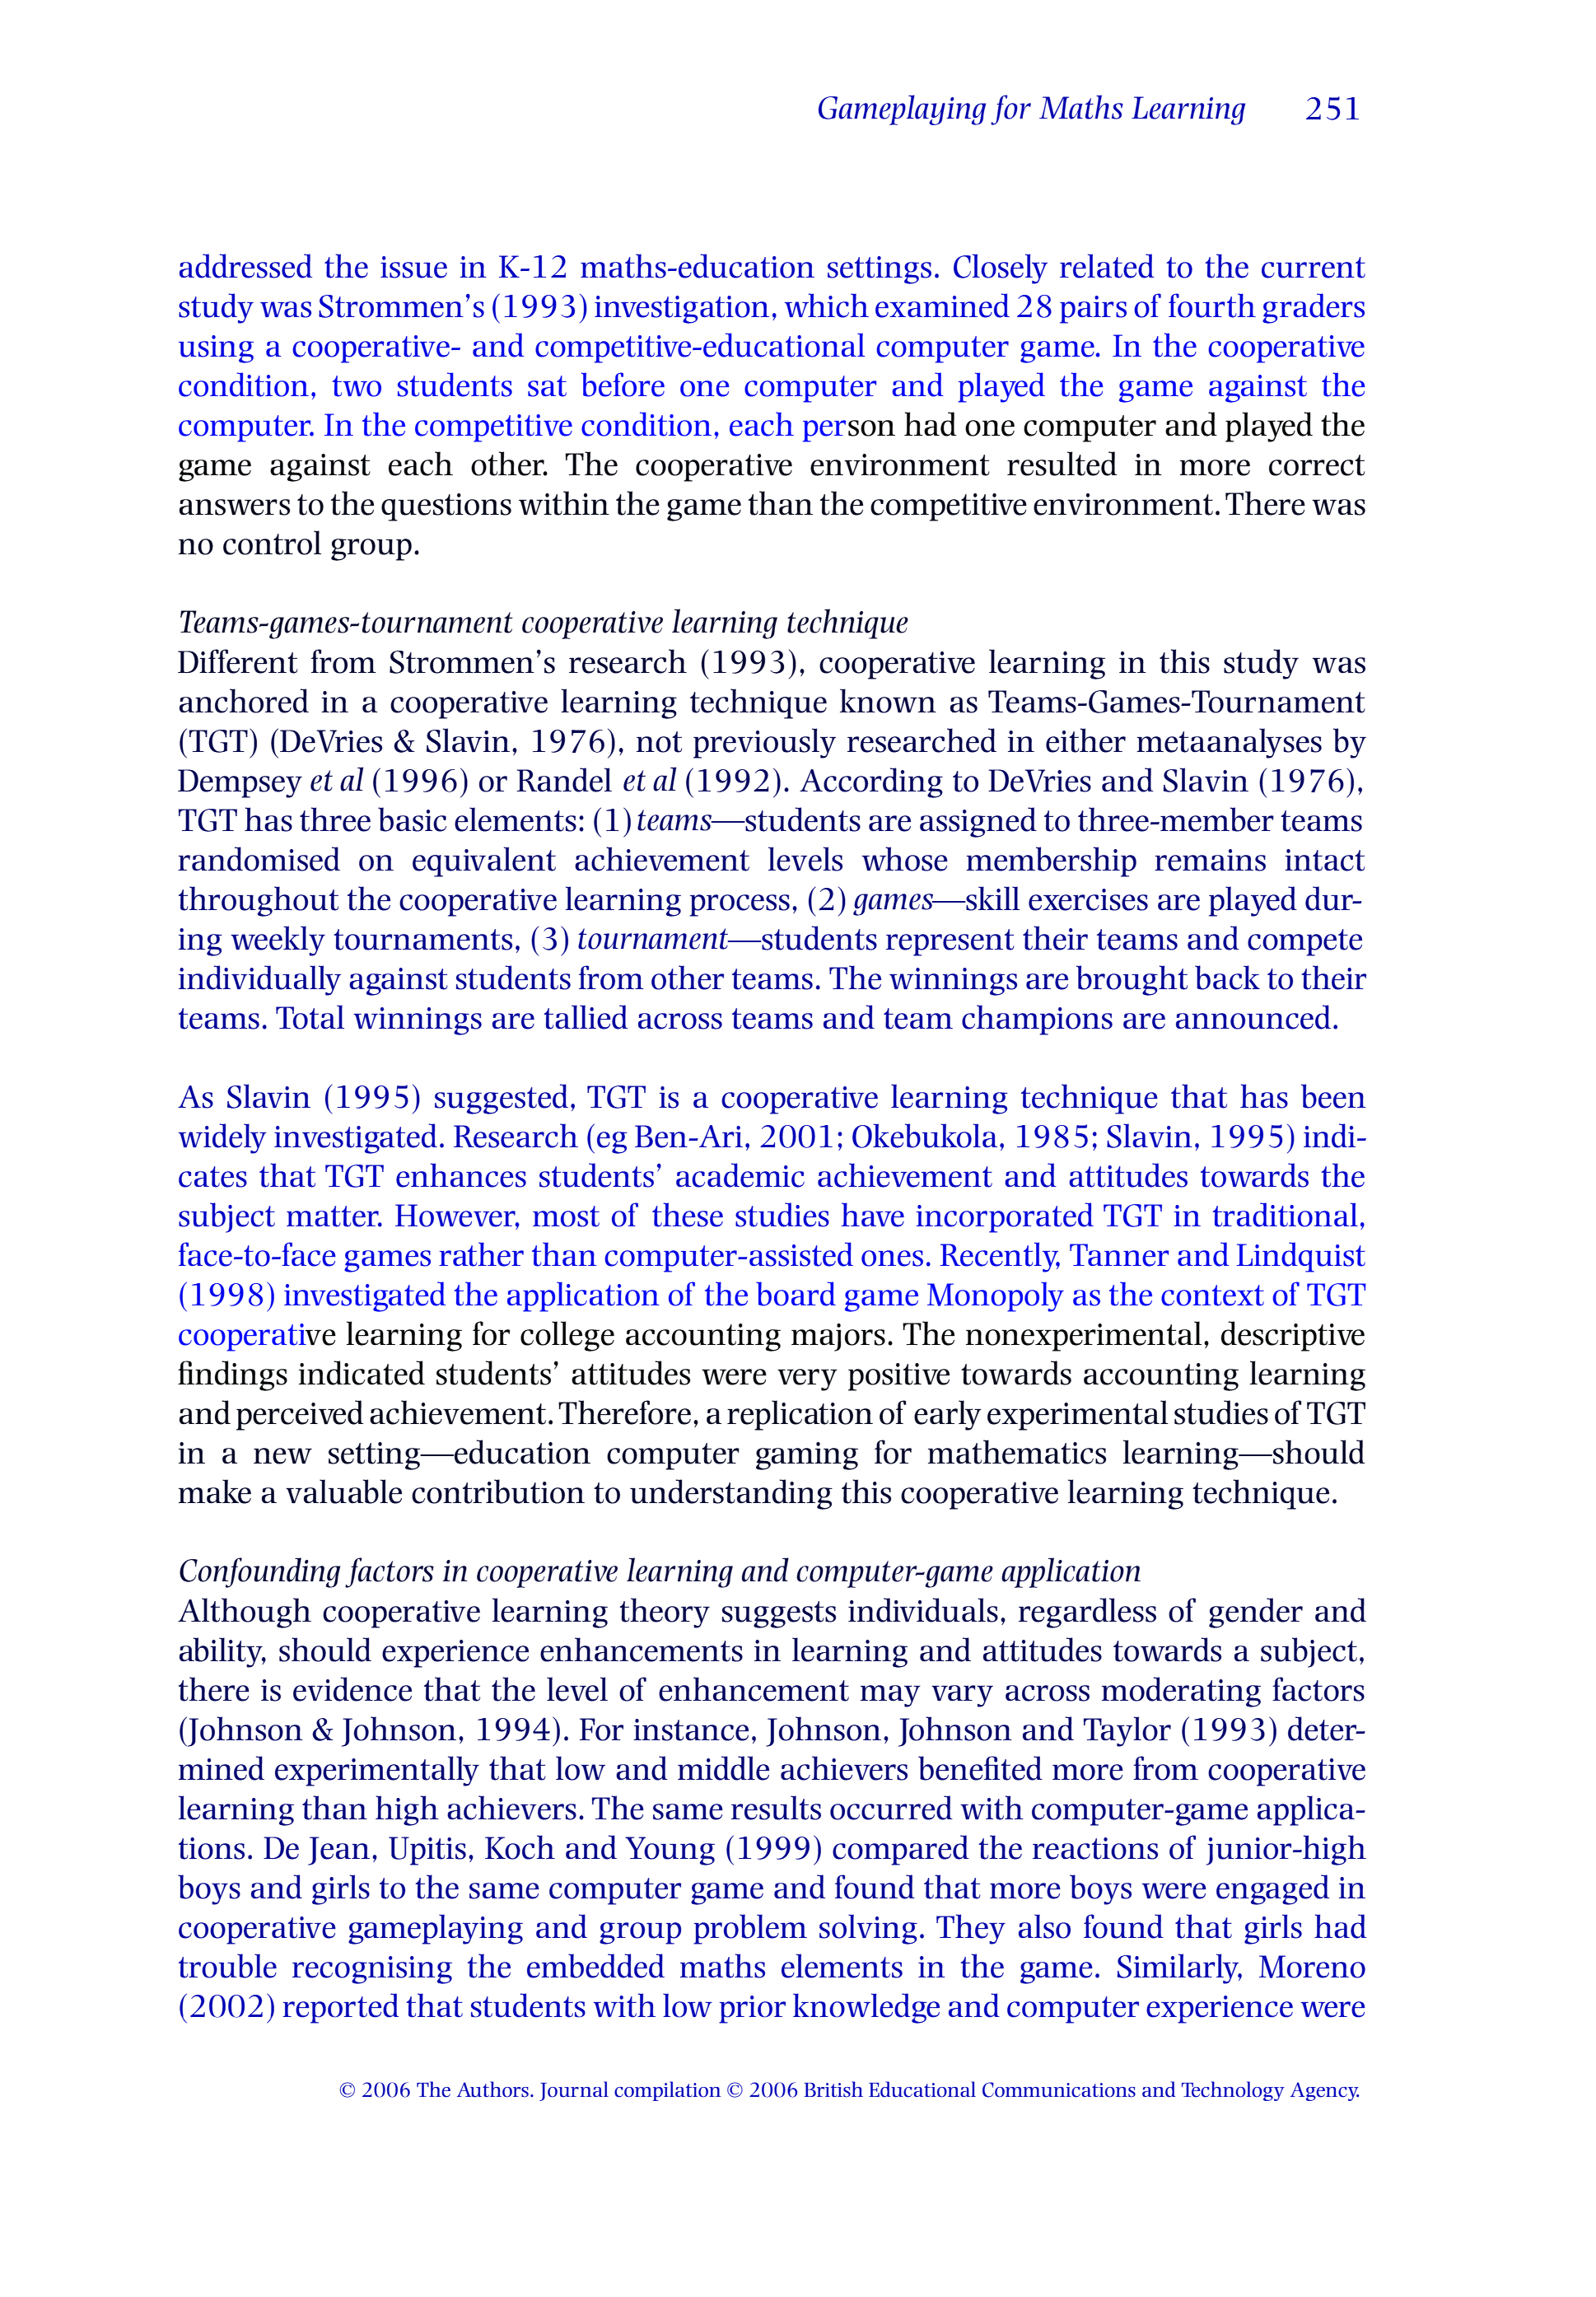 Gameplaying for Maths Learning 251
addressed the issue in K-12 maths-education settings. Closely related to the current
study was Strommen’s (1993) investigation, which examined 28 pairs of fourth graders
using a cooperative- and competitive-educational computer game. In the cooperative
condition, two students sat before one computer and played the game against the
computer. In the competitive condition, each person had one computer and played the
game against each other. The cooperative environment resulted in more correct
answers to the questions within the game than the competitive environment. There was
no control group.
Teams-games-tournament cooperative learning technique
Different from Strommen’s research (1993), cooperative learning in this study was
anchored in a cooperative learning technique known as Teams-Games-Tournament
(TGT) (DeVries & Slavin, 1976), not previously researched in either metaanalyses by
Dempsey et al (1996) or Randel et al (1992). According to DeVries and Slavin (1976),
TGT has three basic elements: (1) teams—students are assigned to three-member teams
randomised on equivalent achievement levels whose membership remains intact
throughout the cooperative learning process, (2) games—skill exercises are played dur-
ing weekly tournaments, (3) tournament—students represent their teams and compete
individually against students from other teams. The winnings are brought back to their
teams. Total winnings are tallied across teams and team champions are announced.
As Slavin (1995) suggested, TGT is a cooperative learning technique that has been
widely investigated. Research (eg Ben-Ari, 2001; Okebukola, 1985; Slavin, 1995) indi-
cates that TGT enhances students’ academic achievement and attitudes towards the
subject matter. However, most of these studies have incorporated TGT in traditional,
face-to-face games rather than computer-assisted ones. Recently, Tanner and Lindquist
(1998) investigated the application of the board game Monopoly as the context of TGT
cooperative learning for college accounting majors. The nonexperimental, descriptive
findings indicated students’ attitudes were very positive towards accounting learning
and perceived achievement. Therefore, a replication of early experimental studies of TGT
in a new setting—education computer gaming for mathematics learning—should
make a valuable contribution to understanding this cooperative learning technique.
Confounding factors in cooperative learning and computer-game application
Although cooperative learning theory suggests individuals, regardless of gender and
ability, should experience enhancements in learning and attitudes towards a subject,
there is evidence that the level of enhancement may vary across moderating factors
(Johnson & Johnson, 1994). For instance, Johnson, Johnson and Taylor (1993) deter-
mined experimentally that low and middle achievers benefited more from cooperative
learning than high achievers. The same results occurred with computer-game applica-
tions. De Jean, Upitis, Koch and Young (1999) compared the reactions of junior-high
boys and girls to the same computer game and found that more boys were engaged in
cooperative gameplaying and group problem solving. They also found that girls had
trouble recognising the embedded maths elements in the game. Similarly, Moreno
(2002) reported that students with low prior knowledge and computer experience were
© 2006 The Authors. Journal compilation © 2006 British Educational Communications and Technology Agency.